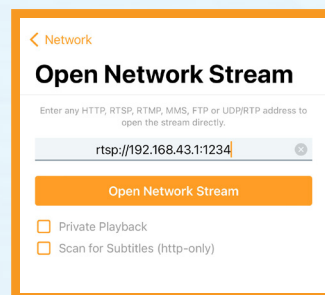 Network
Open Network Stream
Enter any HTTP, RTSP, RTMP, MMS, FTP or UDP/RTP address to
open the stream directly.
rtsp://192.168.43.1:1234
Open Network Stream
Private Playback
Scan for Subtitles (http-only)